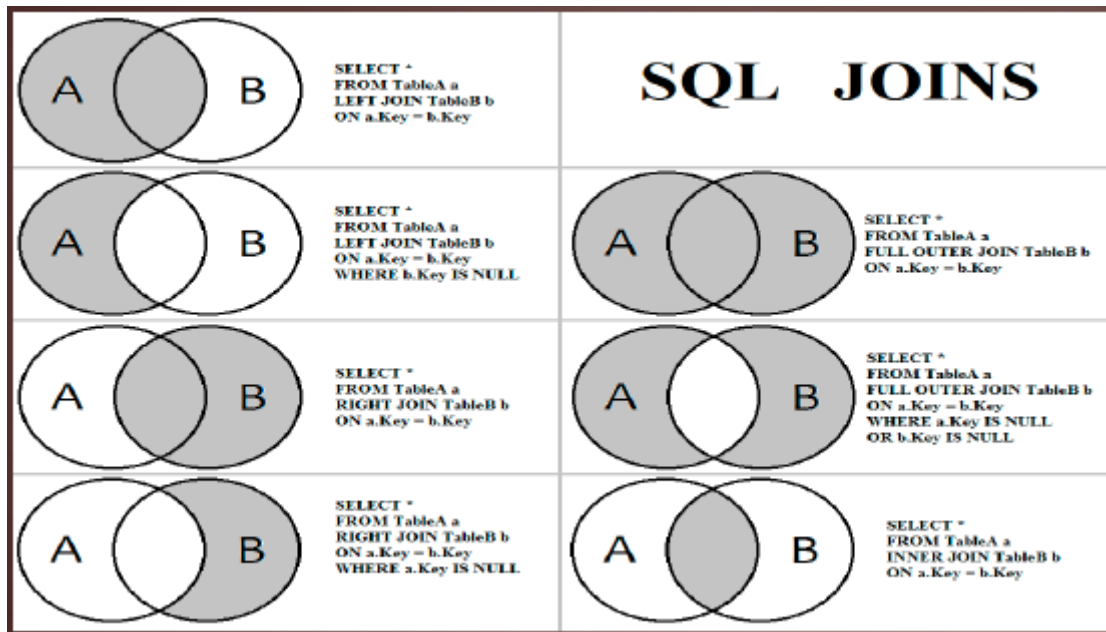 A
B
SELECT *
FROM TableA a
LEFT JOIN TableB b
ON a.Key = b.Key
SQL JOINS
A
B
SELECT *
FROM TableA a
LEFT JOIN TableB b
ON a.Key = b.Key
WHERE b.Key IS NULL
A
B
SELECT *
FROM TableA a
FULL OUTER JOIN TableB b
ON a.Key = b.Key
A
B
SELECT *
FROM TableA a
RIGHT JOIN TableB b
ON a.Key = b.Key
A
B
SELECT *
FROM TableA a
FULL OUTER JOIN TableB b
ON a.Key = b.Key
WHERE a.Key IS NULL
OR b.Key IS NULL
A
B
SELECT *
FROM TableA a
RIGHT JOIN TableB b
ON a.Key = b.Key
WHERE a.Key IS NULL
A
B
SELECT *
FROM TableA a
INNER JOIN TableB b
ON a.Key = b.Key